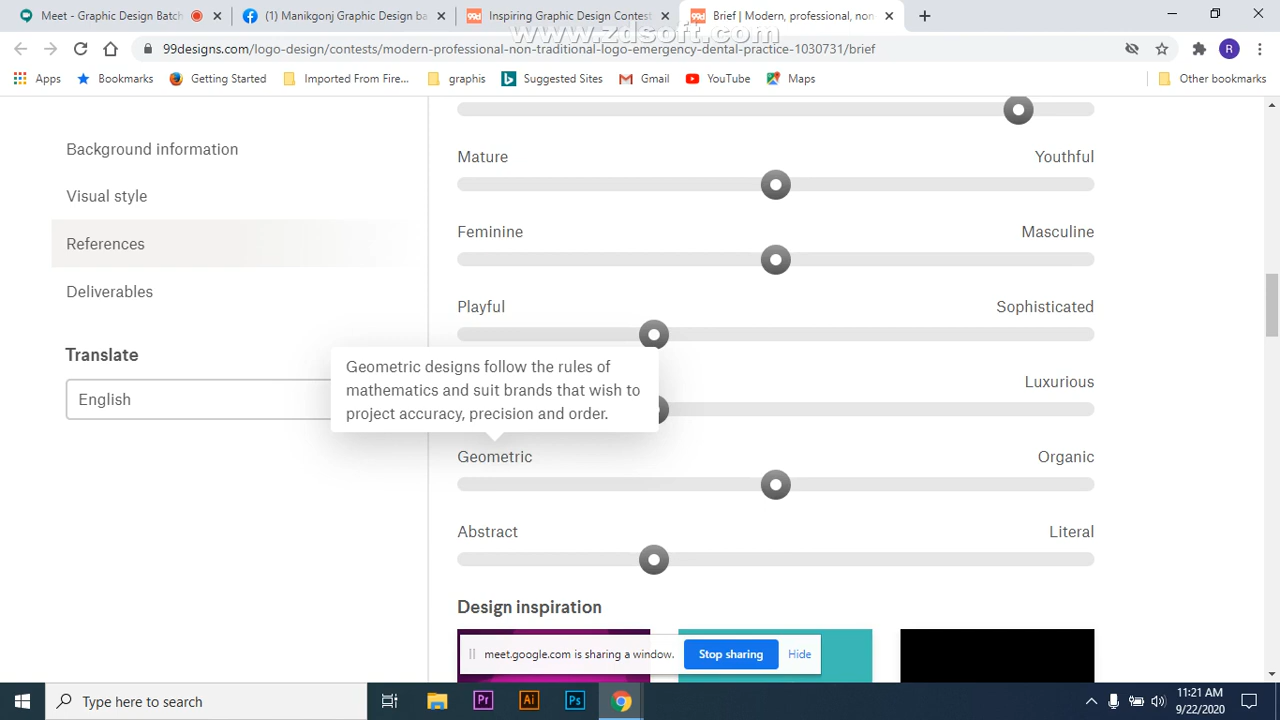 Meet - Graphic Design Batch
(1) Manikgonj Graphic Design b
Inspiring Graphic Design Contest
Brief | Modern, professional, non
www.zdsoft.com
99designs.com/logo-design/contests/modern-professional-non-traditional-logo-emergency-dental-practice-1030731/brief
R
Apps
Bookmarks
Getting Started
Imported From Fire...
graphis
Suggested Sites
Gmail
YouTube
Maps
Other bookmarks
Background information
Visual style
References
Deliverables
Translate
English
Mature
Youthful
Feminine
Masculine
Playful
Sophisticated
Geometric designs follow the rules of
mathematics and suit brands that wish to
project accuracy, precision and order.
Luxurious
Geometric
Organic
Abstract
Literal
Design inspiration
meet.google.com is sharing a window.
Stop sharing
Hide
Type here to search
Pr
Ai
Ps
11:21 AM
9/22/2020